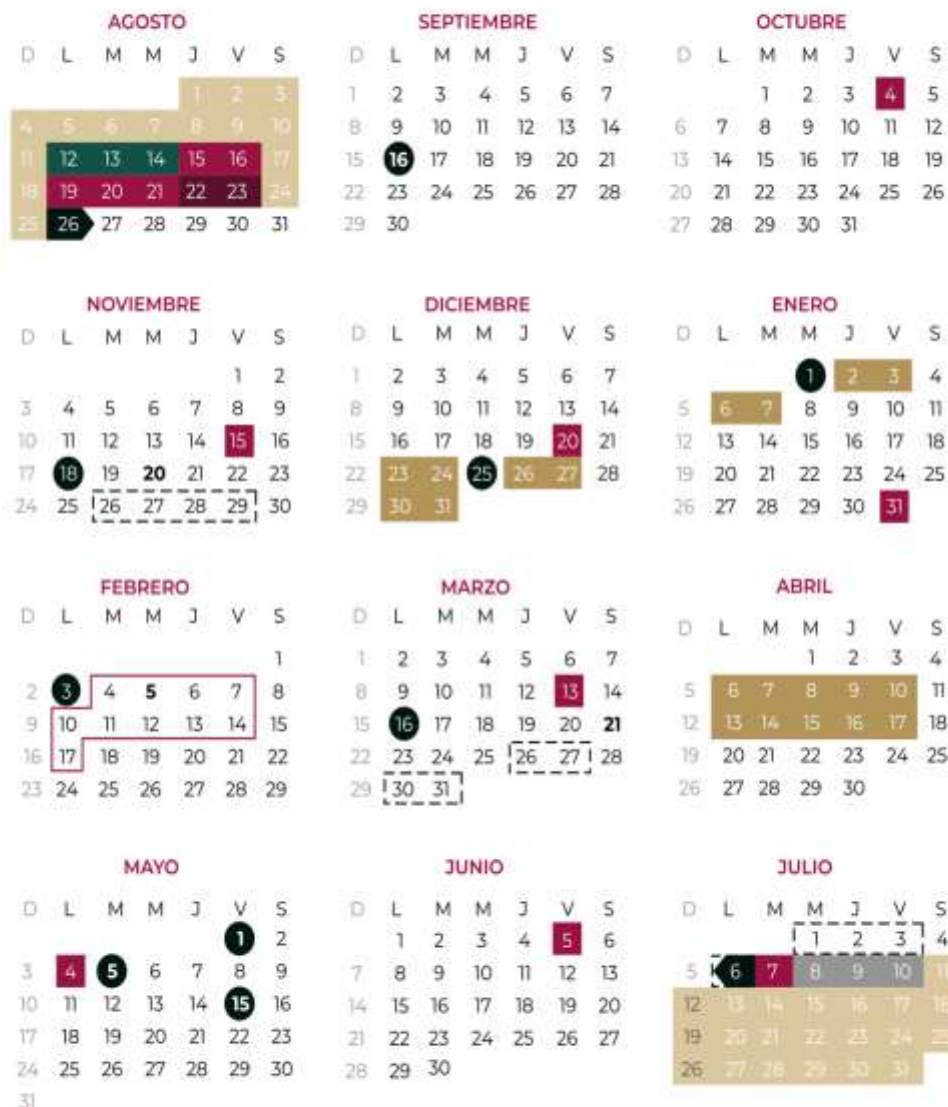 AGOSTO
D L M M J V S
1 2 3
4 5 6 7 8 9 10
11 12 13 14 15 16 17
18 19 20 21 22 23 24
25 26 27 28 29 30 31
SEPTIEMBRE
D L M M J V S
1 2 3 4 5 6 7
8 9 10 11 12 13 14
15 16 17 18 19 20 21
22 23 24 25 26 27 28
29 30
OCTUBRE
D L M M J V S
1 2 3 4 5
6 7 8 9 10 11 12
13 14 15 16 17 18 19
20 21 22 23 24 25 26
27 28 29 30 31
NOVIEMBRE
D L M M J V S
1 2
3 4 5 6 7 8 9
10 11 12 13 14 15 16
17 18 19 20 21 22 23
24 25 26 27 28 29 30
DICIEMBRE
D L M M J V S
1 2 3 4 5 6 7
8 9 10 11 12 13 14
15 16 17 18 19 20 21
22 23 24 25 26 27 28
29 30 31
ENERO
D L M M J V S
1 2 3 4
5 6 7 8 9 10 11
12 13 14 15 16 17 18
19 20 21 22 23 24 25
26 27 28 29 30 31
FEBRERO
D L M M J V S
1
2 3 4 5 6 7 8
9 10 11 12 13 14 15
16 17 18 19 20 21 22
23 24 25 26 27 28 29
MARZO
D L M M J V S
1 2 3 4 5 6 7
8 9 10 11 12 13 14
15 16 17 18 19 20 21
22 23 24 25 26 27 28
29 30 31
ABRIL
D L M M J V S
1 2 3 4
5 6 7 8 9 10 11
12 13 14 15 16 17 18
19 20 21 22 23 24 25
26 27 28 29 30
MAYO
D L M M J V S
1 2
3 4 5 6 7 8 9
10 11 12 13 14 15 16
17 18 19 20 21 22 23
24 25 26 27 28 29 30
31
JUNIO
D L M M J V S
1 2 3 4 5 6
7 8 9 10 11 12 13
14 15 16 17 18 19 20
21 22 23 24 25 26 27
28 29 30
JULIO
D L M M J V S
1 2 3 4
5 6 7 8 9 10
12 13 14 15 16 17
19 20 21 22 23 24
26 27 28 29 30 31